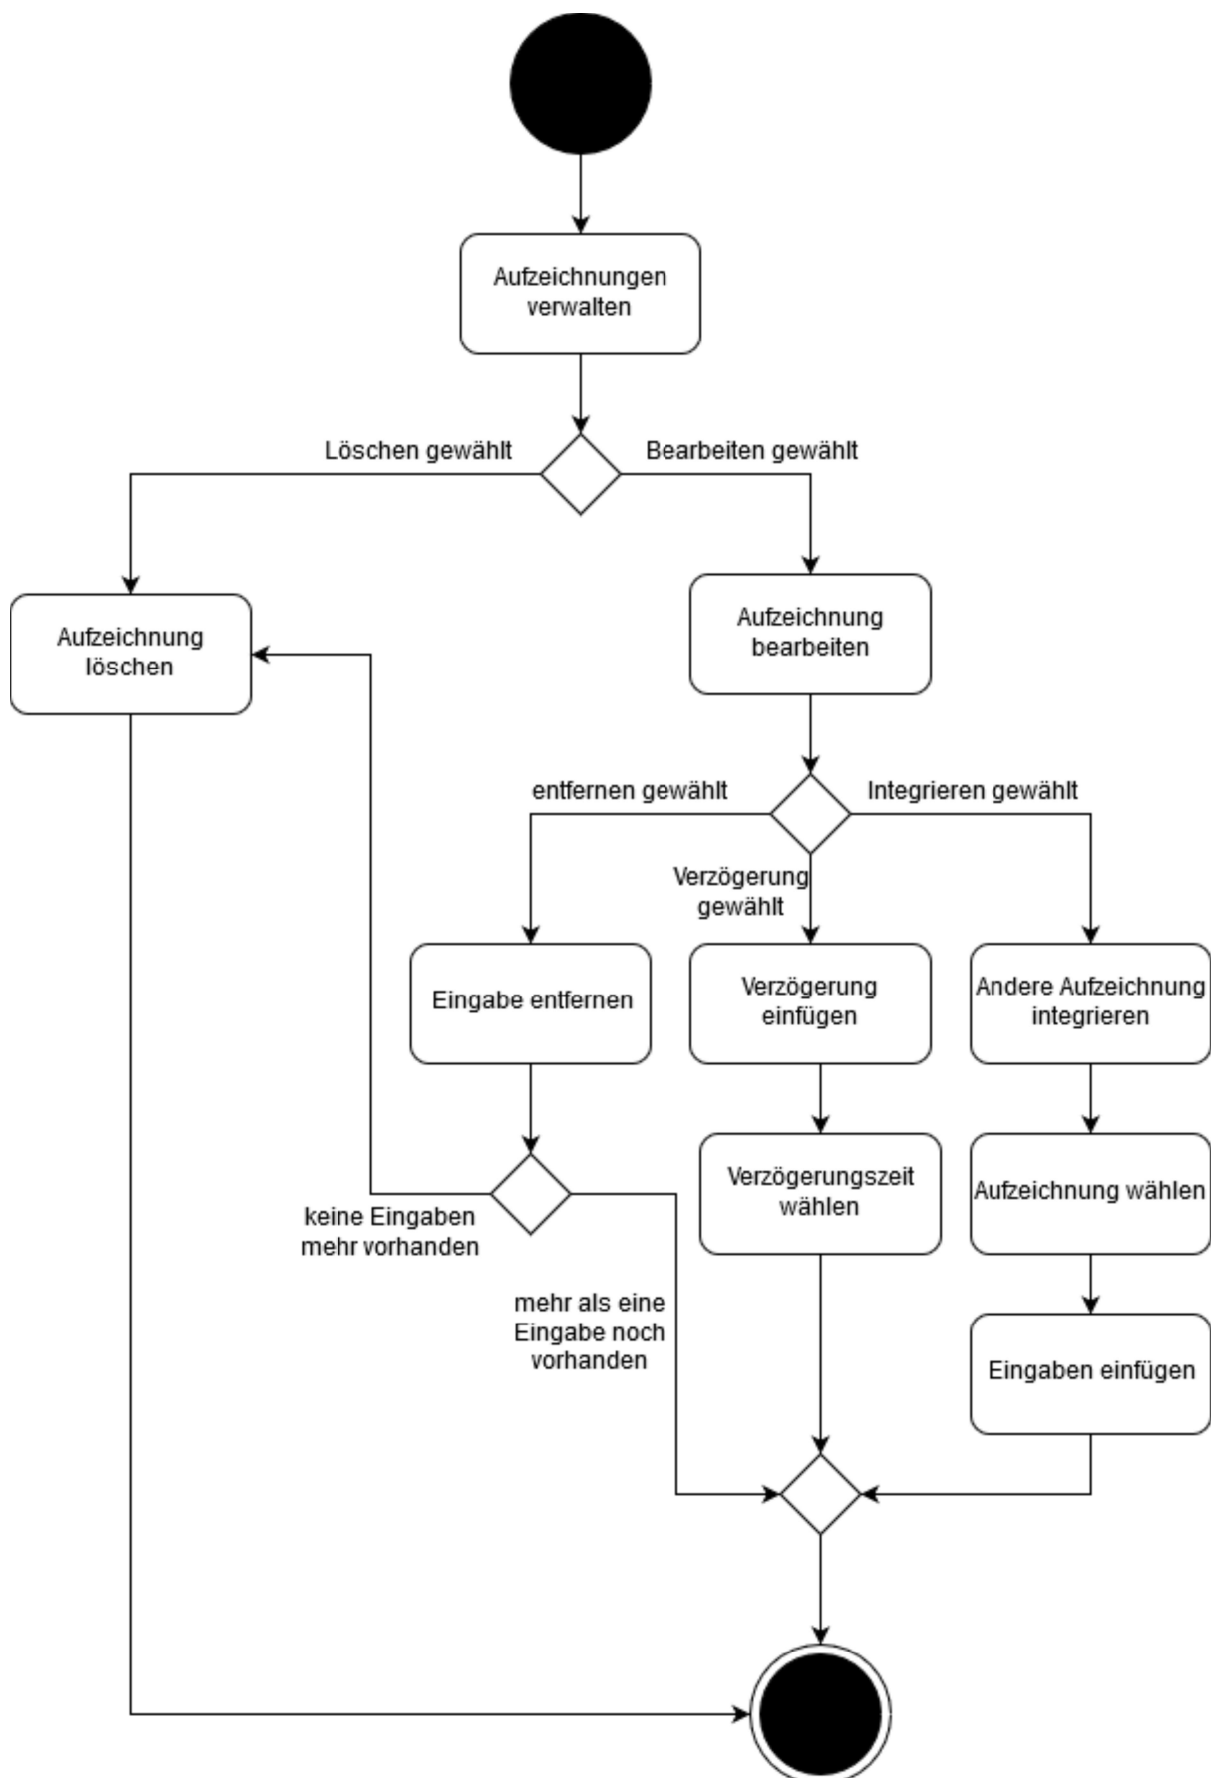 Aufzeichnungen
verwalten
Löschen gewählt
Bearbeiten gewählt
Aufzeichnung
löschen
Aufzeichnung
bearbeiten
entfernen gewählt
Integrieren gewählt
Verzögerung
gewählt
Eingabe entfernen
Verzögerung
einfügen
Andere Aufzeichnung
integrieren
Verzögerungszeit
wählen
Aufzeichnung wählen
keine Eingaben
mehr vorhanden
mehr als eine
Eingabe noch
vorhanden
Eingaben einfügen